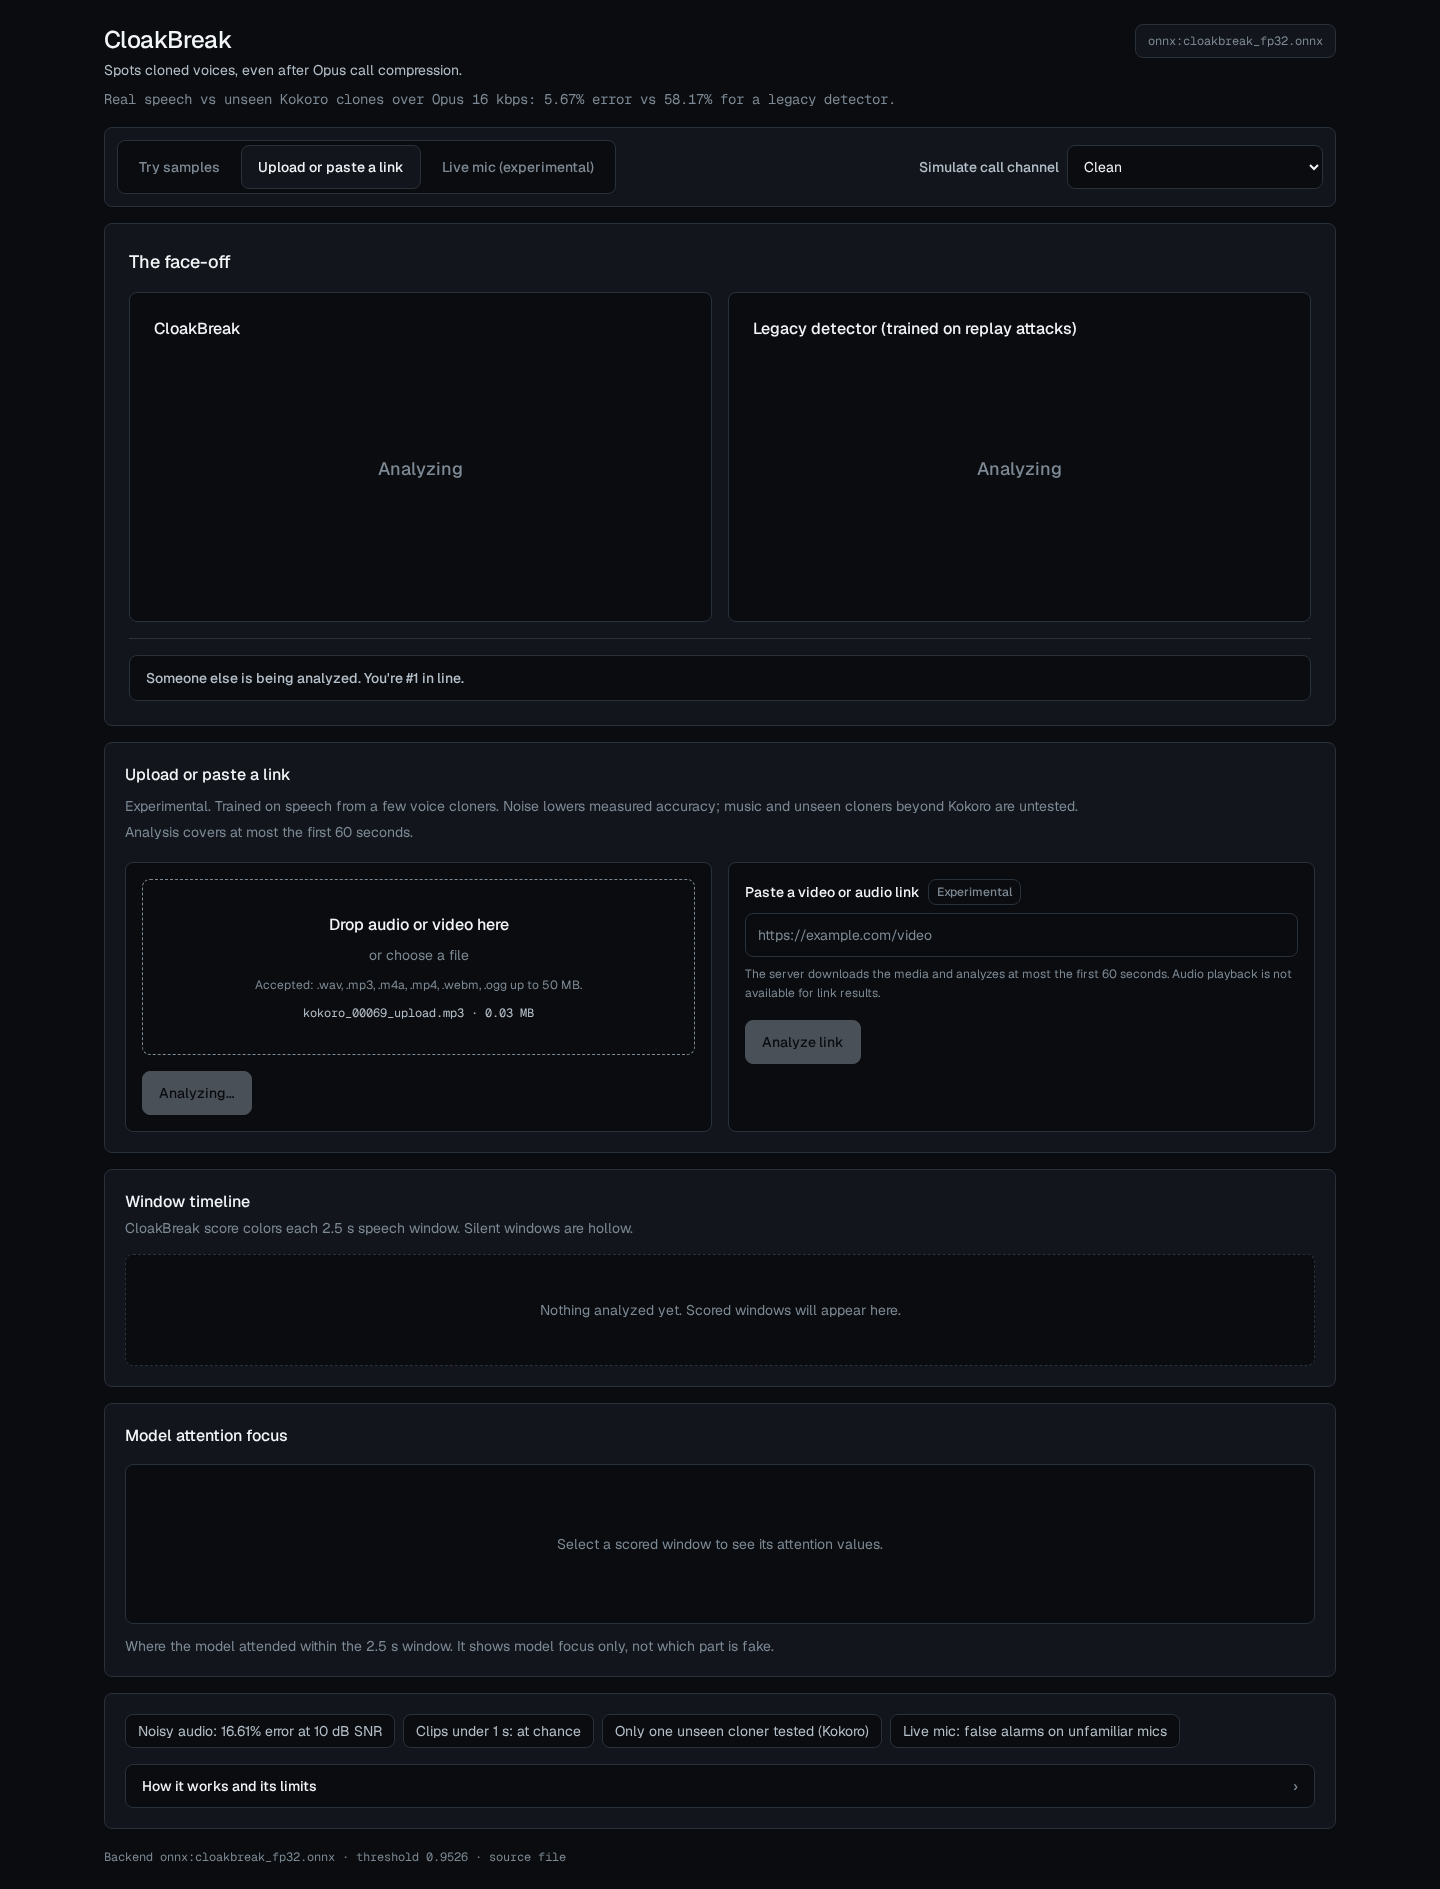 CloakBreak
onnx:cloakbreak_fp32.onnx
Spots cloned voices, even after Opus call compression.
Real speech vs unseen Kokoro clones over Opus 16 kbps: 5.67% error vs 58.17% for a legacy detector.
Try samples
Upload or paste a link
Live mic (experimental)
Simulate call channel
Clean
The face-off
CloakBreak
Legacy detector (trained on replay attacks)
Analyzing
Analyzing
Someone else is being analyzed. You're #1 in line.
Upload or paste a link
Experimental. Trained on speech from a few voice cloners. Noise lowers measured accuracy; music and unseen cloners beyond Kokoro are untested.
Analysis covers at most the first 60 seconds.
Drop audio or video here
or choose a file
Accepted: .wav, .mp3, .m4a, .mp4, .webm, .ogg up to 50 MB.
kokoro_00069_upload.mp3 · 0.03 MB
Analyzing…
Paste a video or audio link
Experimental
https://example.com/video
The server downloads the media and analyzes at most the first 60 seconds. Audio playback is not
available for link results.
Analyze link
Window timeline
CloakBreak score colors each 2.5 s speech window. Silent windows are hollow.
Nothing analyzed yet. Scored windows will appear here.
Model attention focus
Select a scored window to see its attention values.
Where the model attended within the 2.5 s window. It shows model focus only, not which part is fake.
Noisy audio: 16.61% error at 10 dB SNR
Clips under 1 s: at chance
Only one unseen cloner tested (Kokoro)
Live mic: false alarms on unfamiliar mics
How it works and its limits
›
Backend onnx:cloakbreak_fp32.onnx · threshold 0.9526 · source file